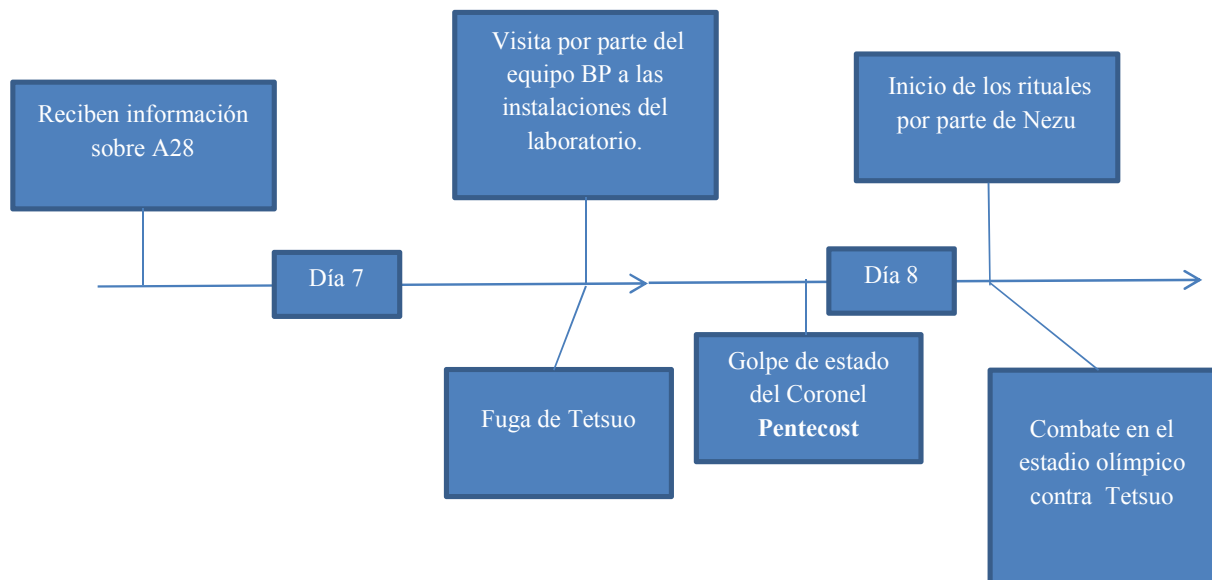 Reciben información
sobre A28
Visita por parte del
equipo BP a las
instalaciones del
laboratorio.
Inicio de los rituales
por parte de Nezu
Día 7
Día 8
Fuga de Tetsuo
Golpe de estado
del Coronel
Pentecost
Combate en el
estadio olímpico
contra Tetsuo